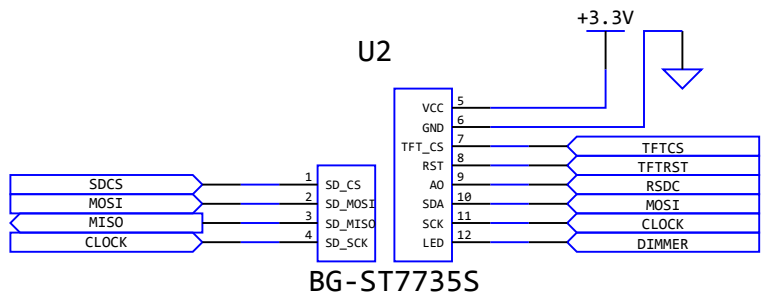 +3.3V
U2
VCC 5
GND 6
TFT_CS 7 TFTCS
RST 8 TFTRST
AO 9 RSDC
SDA 10 MOSI
SCK 11 CLOCK
LED 12 DIMMER
SDCS 1 SD_CS
MOSI 2 SD_MOSI
MISO 3 SD_MISO
CLOCK 4 SD_SCK
BG-ST7735S